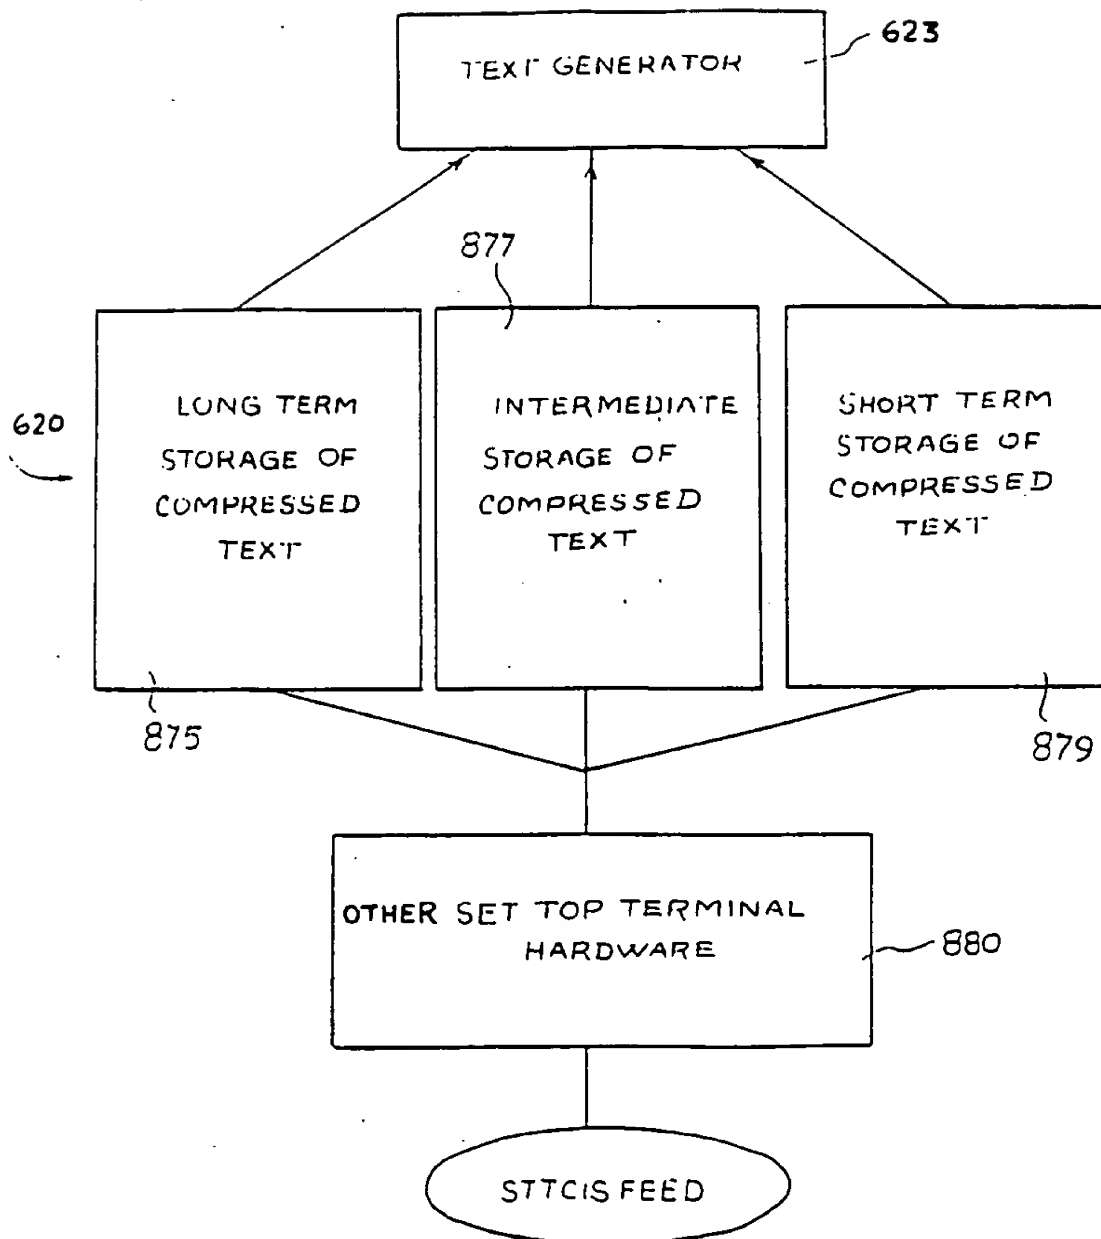 TEXT GENERATOR
623
877
620
LONG TERM
STORAGE OF
COMPRESSED
TEXT
INTERMEDIATE
STORAGE OF
COMPRESSED
TEXT
SHORT TERM
STORAGE OF
COMPRESSED
TEXT
875
879
OTHER SET TOP TERMINAL
HARDWARE
880
STTCIS FEED